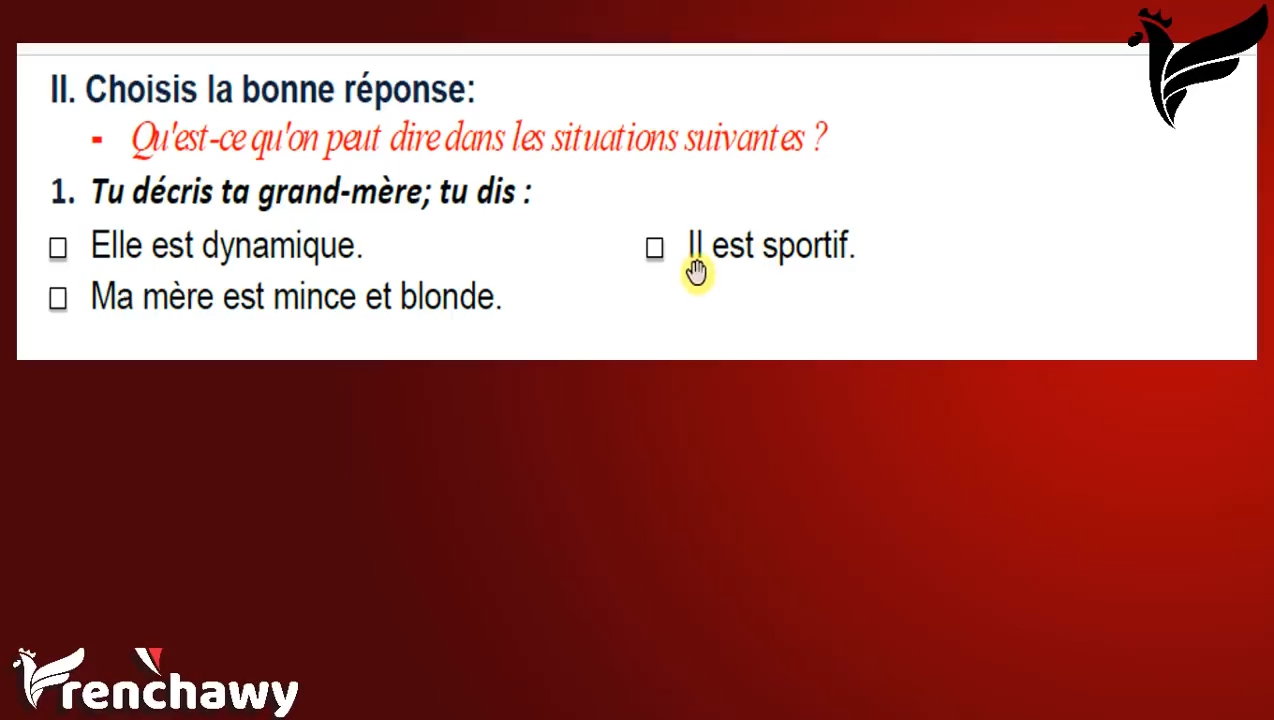 II. Choisis la bonne réponse:
- Qu'est-ce qu'on peut dire dans les situations suivantes ?
1. Tu décris ta grand-mère; tu dis :
□ Elle est dynamique. □ Il est sportif.
□ Ma mère est mince et blonde.
Frenchawy